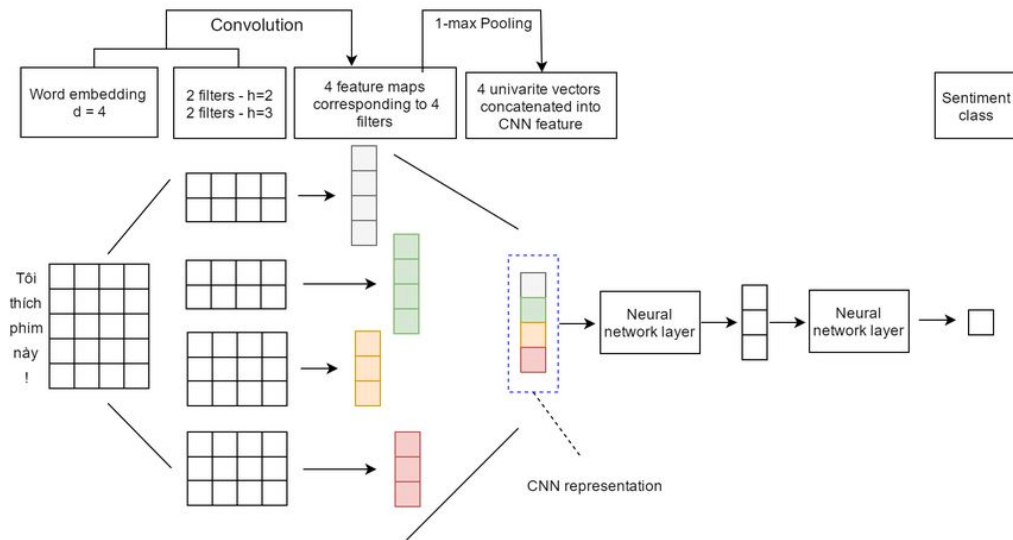 Convolution
1-max Pooling
Word embedding
d = 4
2 filters - h=2
2 filters - h=3
4 feature maps
corresponding to 4
filters
4 univarite vectors
concatenated into
CNN feature
Sentiment
class
Tôi
thích
phim
này
!
Neural
network layer
Neural
network layer
CNN representation